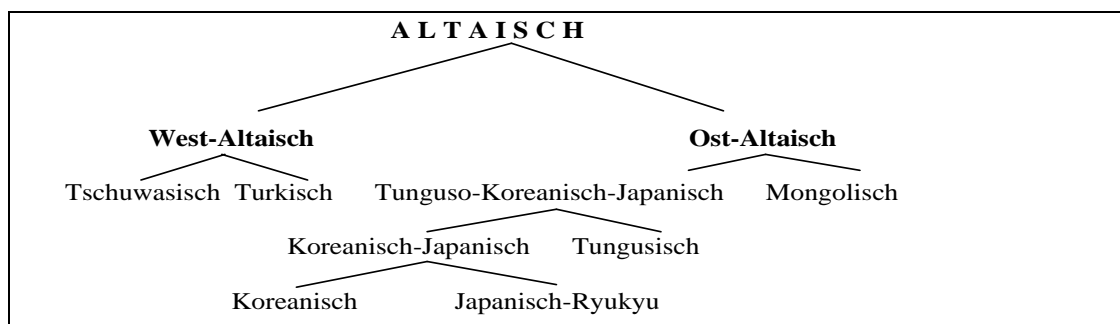 A L T A I S C H
West-Altaisch Ost-Altaisch
Tschuwasisch Turkisch Tunguso-Koreanisch-Japanisch Mongolisch
Koreanisch-Japanisch Tungusisch
Koreanisch Japanisch-Ryukyu